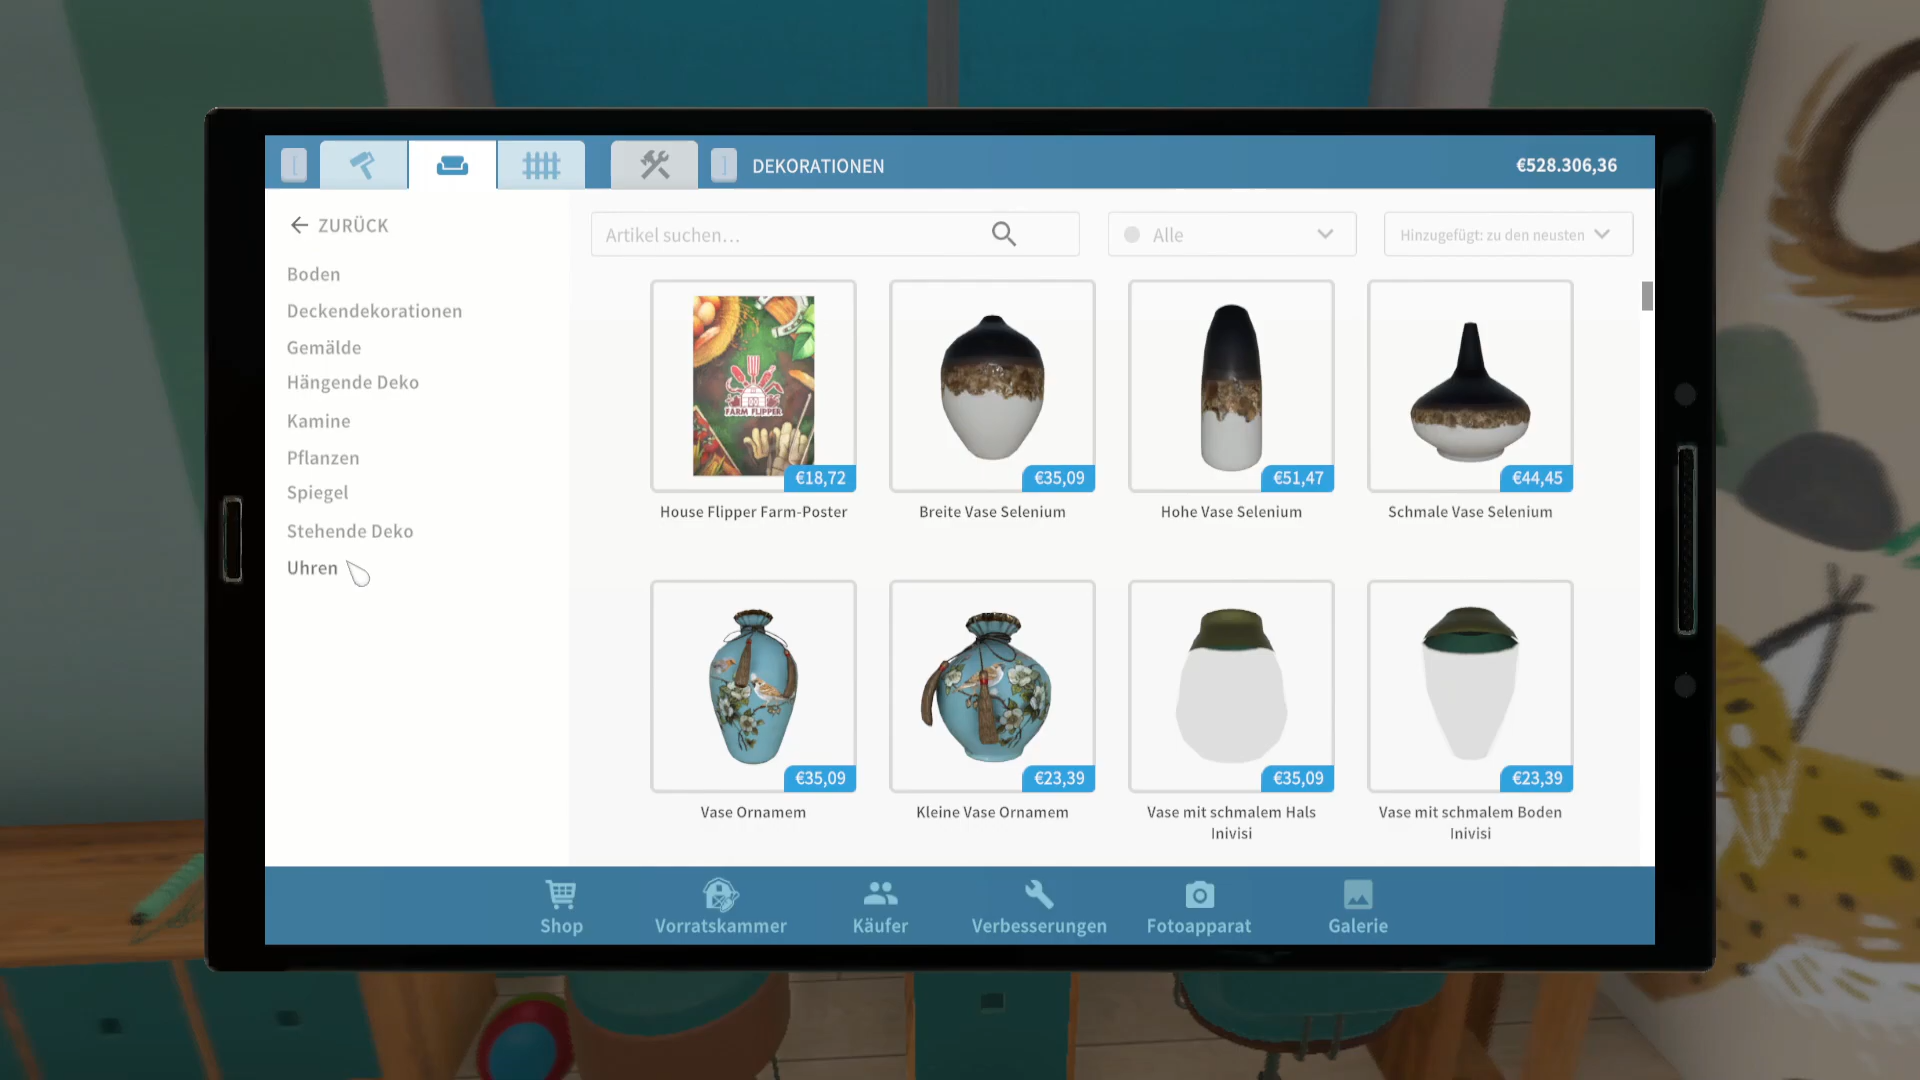 [
]
DEKORATIONEN
€528.306,36
ZURÜCK
Boden
Deckendekorationen
Gemälde
Hängende Deko
Kamine
Pflanzen
Spiegel
Stehende Deko
Uhren
Artikel suchen...
Alle
Hinzugefügt: zu den neusten
FARM FLIPPER
€18,72
House Flipper Farm-Poster
€35,09
Breite Vase Selenium
€51,47
Hohe Vase Selenium
€44,45
Schmale Vase Selenium
€35,09
Vase Ornamem
€23,39
Kleine Vase Ornamem
€35,09
Vase mit schmalem Hals
Inivisi
€23,39
Vase mit schmalem Boden
Inivisi
Shop
Vorratskammer
Käufer
Verbesserungen
Fotoapparat
Galerie